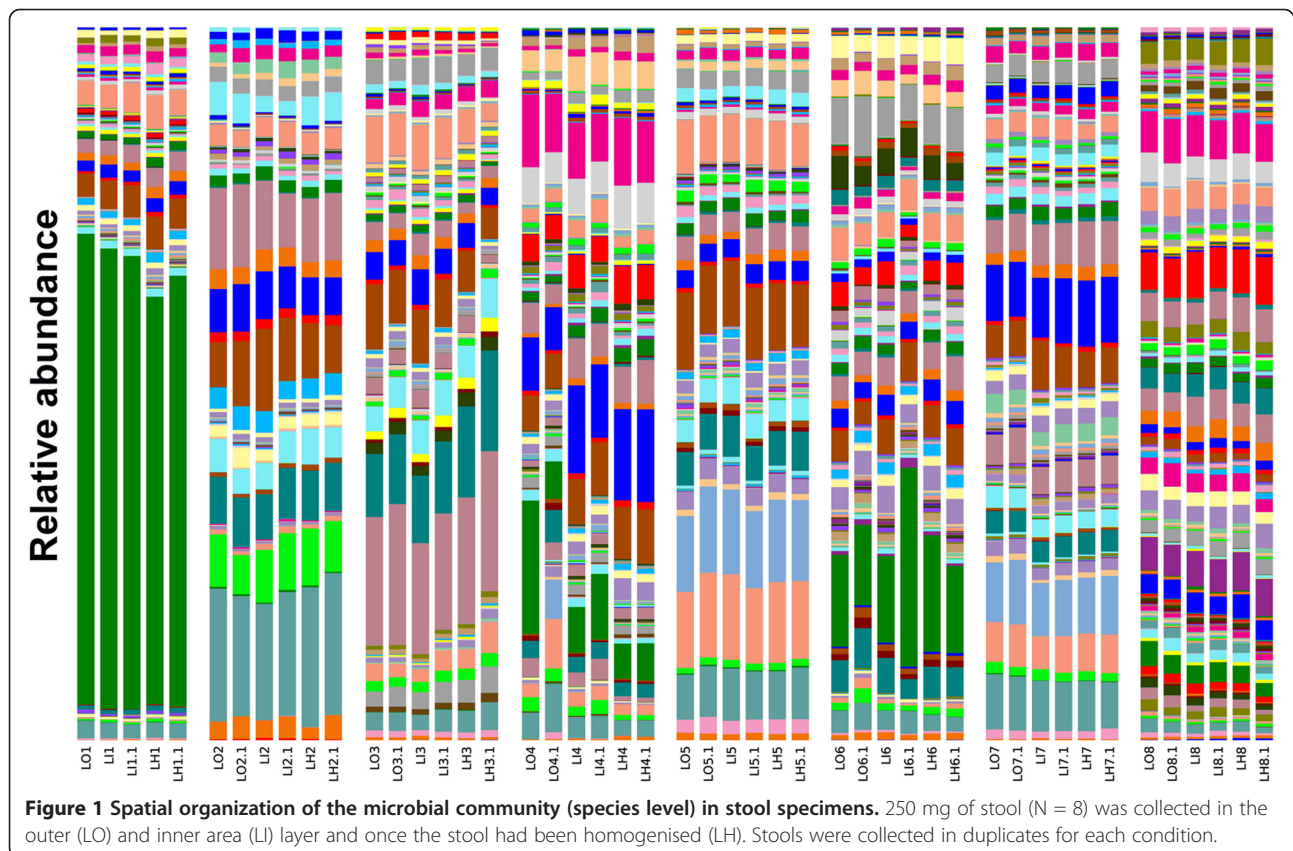 Relative abundance
LO1 LI1 LI1.1 LH1 LH1.1 LO2 LO2.1 LI2 LI2.1 LH2 LH2.1 LO3 LO3.1 LI3 LI3.1 LH3 LH3.1 LO4 LO4.1 LI4 LI4.1 LH4 LH4.1 LO5 LO5.1 LI5 LI5.1 LH5 LH5.1 LO6 LO6.1 LI6 LI6.1 LH6 LH6.1 LO7 LO7.1 LI7 LI7.1 LH7 LH7.1 LO8 LO8.1 LI8 LI8.1 LH8 LH8.1
Figure 1 Spatial organization of the microbial community (species level) in stool specimens. 250 mg of stool (N = 8) was collected in the
outer (LO) and inner area (LI) layer and once the stool had been homogenised (LH). Stools were collected in duplicates for each condition.